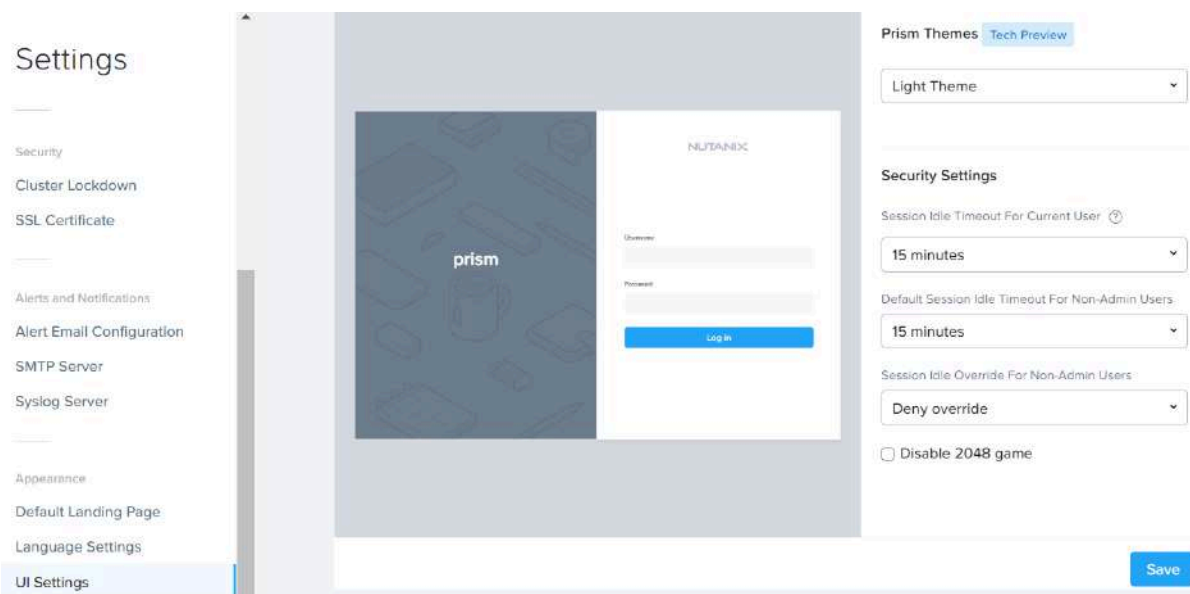 Settings
Security
Cluster Lockdown
SSL Certificate
Alerts and Notifications
Alert Email Configuration
SMTP Server
Syslog Server
Appearance
Default Landing Page
Language Settings
UI Settings
prism
NUTANIX
Username
Password
Log in
Prism Themes Tech Preview
Light Theme
Security Settings
Session Idle Timeout For Current User ?
15 minutes
Default Session Idle Timeout For Non-Admin Users
15 minutes
Session Idle Override For Non-Admin Users
Deny override
Disable 2048 game
Save